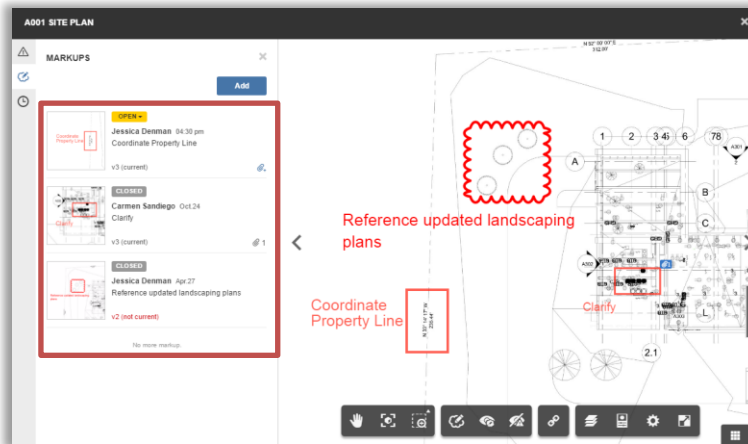 A001 SITE PLAN
MARKUPS
Add
OPEN
Jessica Denman 04:30 pm
Coordinate Property Line
v3 (current)
CLOSED
Carmen Sandiego Oct.24
Clarify
v3 (current)
1
CLOSED
Jessica Denman Apr.27
Reference updated landscaping plans
v2 (not current)
No more markup.
Reference updated landscaping
plans
Coordinate
Property Line
Clarify
1 2 3 6
A
B
C
L
2.1
A301